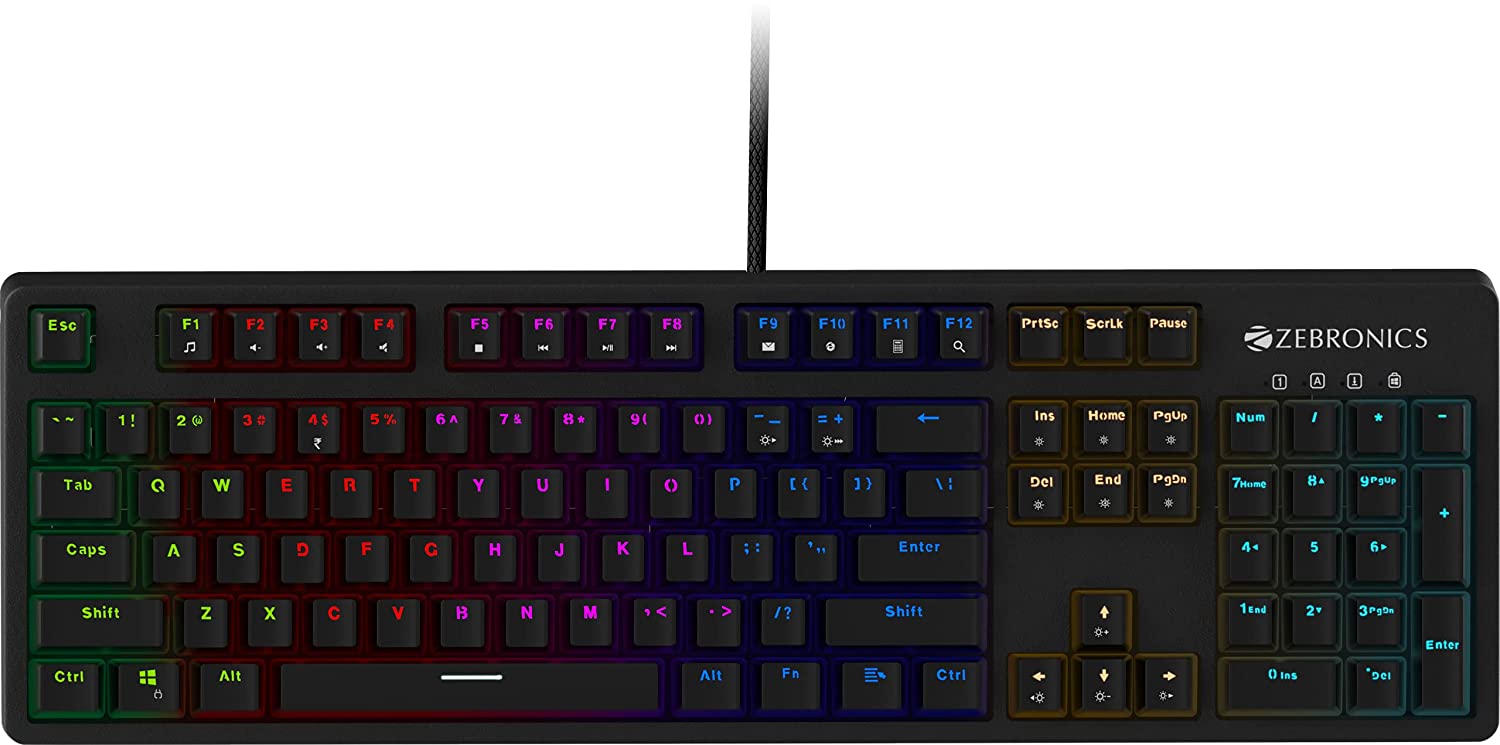 Esc F1 F2 F3 F4 F5 F6 F7 F8 F9 F10 F11 F12 PrtSc ScrLk Pause
ZEBRONICS
1 A
` ~ 1 ! 2 @ 3 # 4 $ 5 % 6 ^ 7 & 8 * 9 ( 0 ) - _ = + ← Ins Home PgUp Num / * -
₹
Tab Q W E R T Y U I O P [ { ] } \ ¦ Del End PgDn 7Home 8▲ 9PgUp +
Caps A S D F G H J K L ; : ' ,, Enter 4◄ 5 6►
Shift Z X C V B N M , < . > / ? Shift ↑ 1End 2▼ 3PgDn Enter
Ctrl Alt Alt Fn Ctrl ← ↓ → 0Ins .Del